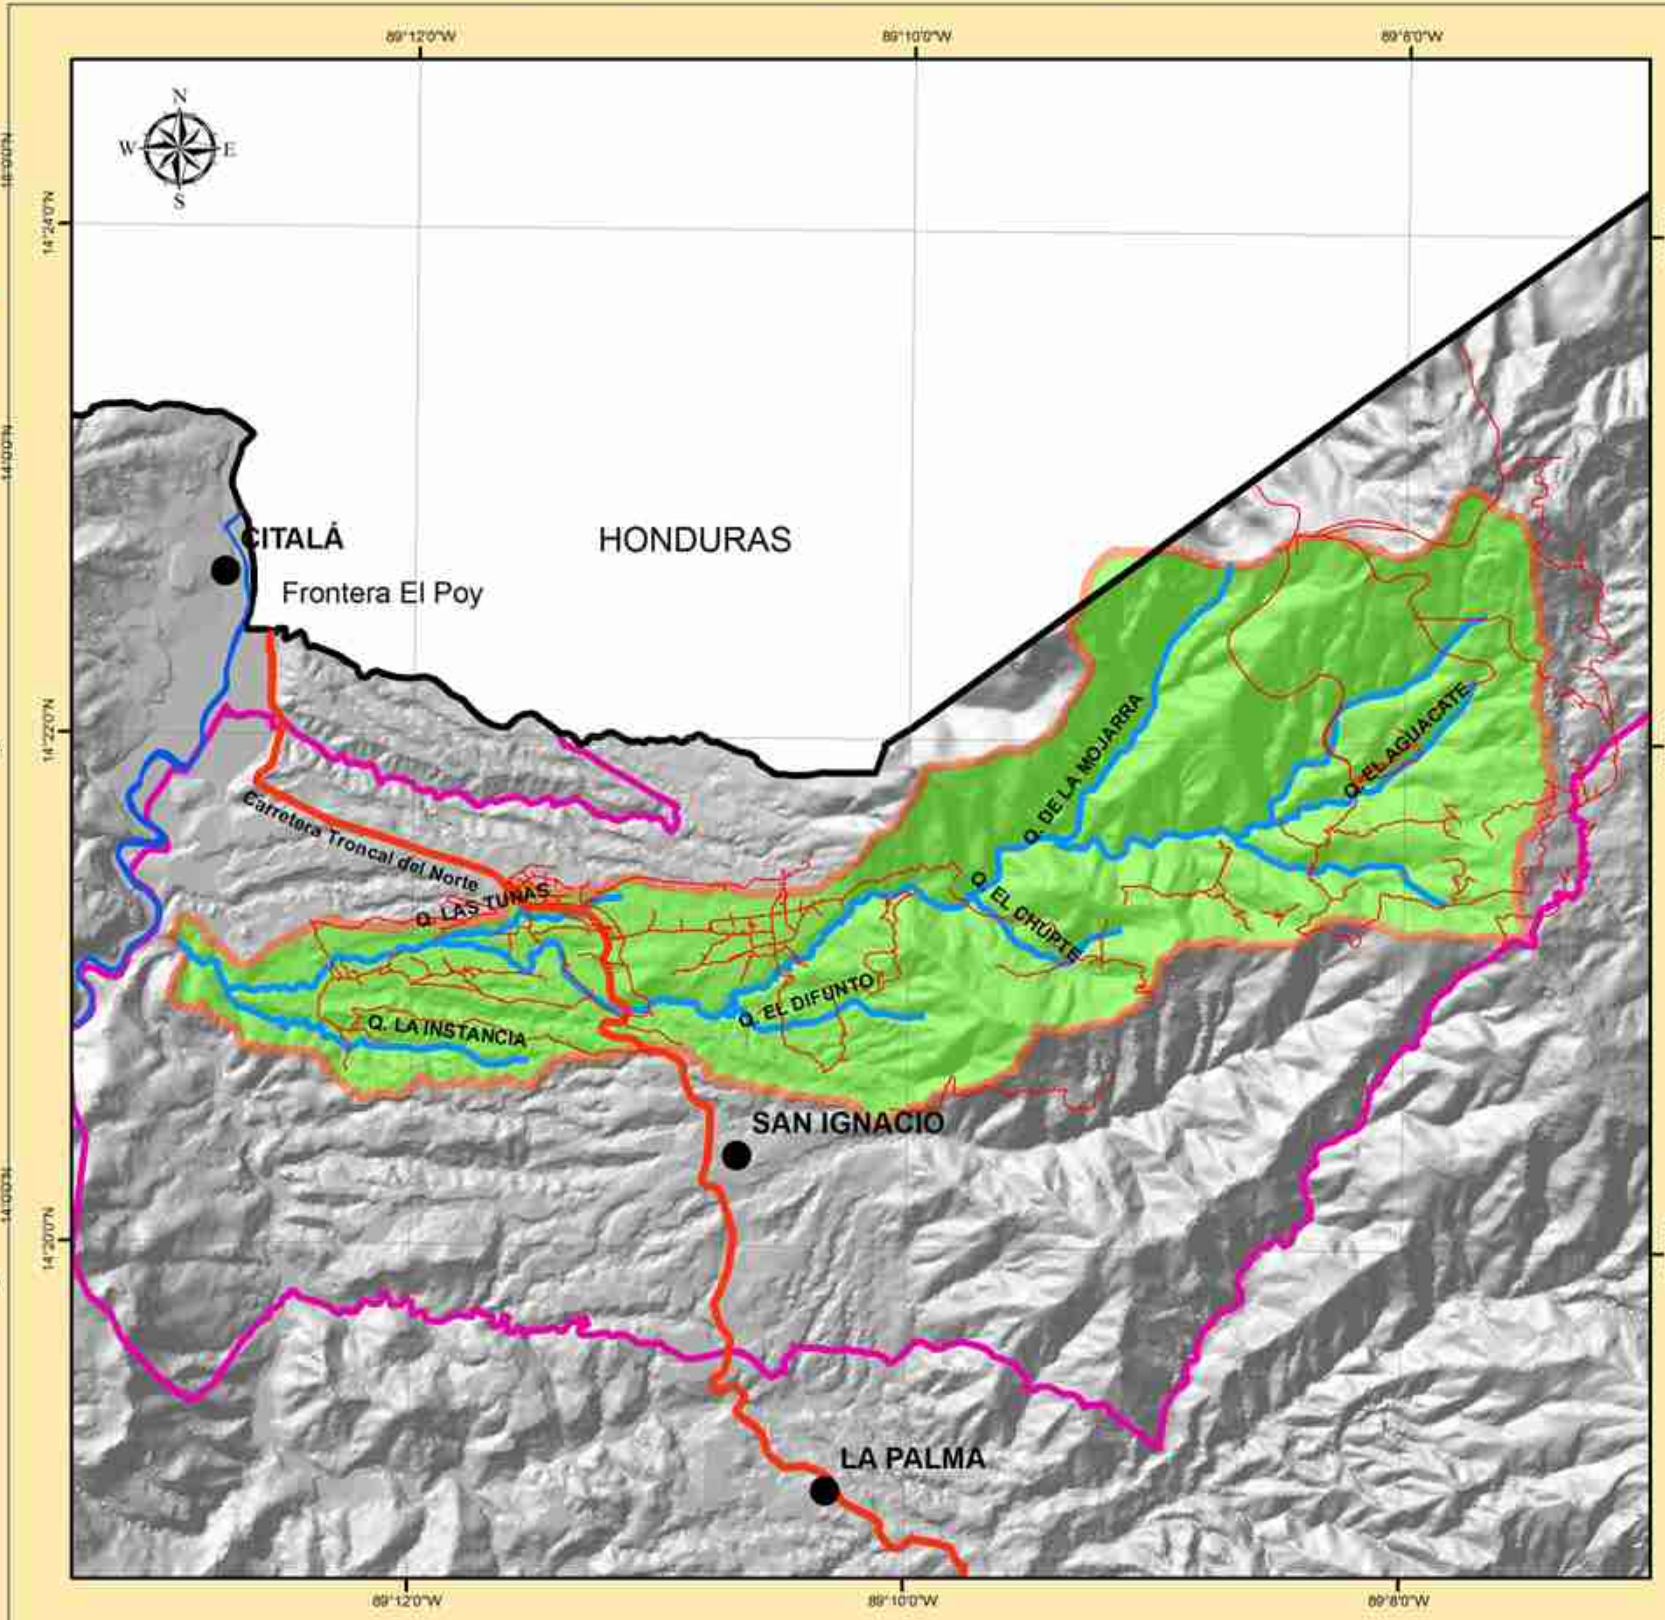 89°12'0"W
89°10'0"W
89°8'0"W
N
W
E
S
14°24'0"N
CITALÁ
HONDURAS
Frontera El Poy
14°22'0"N
Q. DE LA MOJARRA
Q. EL AGUACATE
Carretera Troncal del Norte
Q. LAS TUNAS
Q. EL CHUPTE
Q. EL DIFUNTO
Q. LA INSTANCIA
SAN IGNACIO
14°20'0"N
LA PALMA
89°12'0"W
89°10'0"W
89°8'0"W